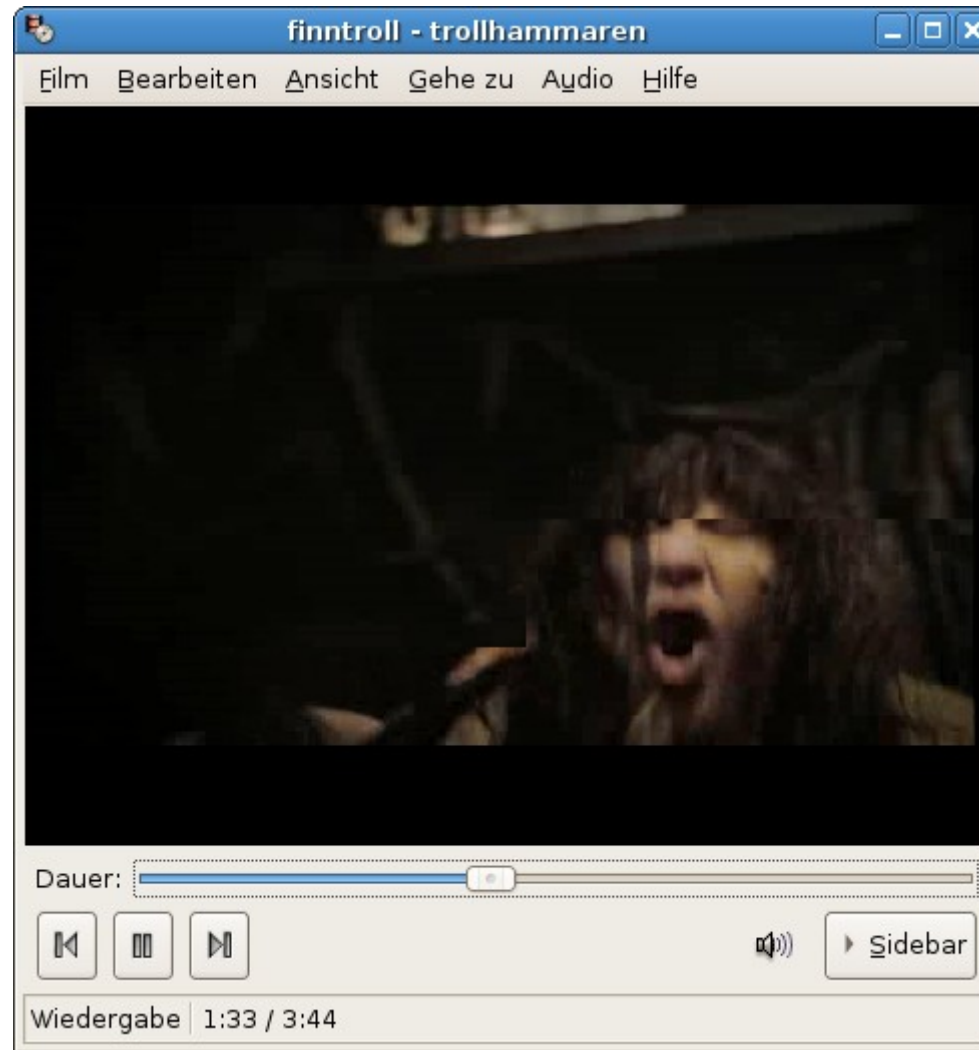 finntroll - trollhammaren
Film Bearbeiten Ansicht Gehe zu Audio Hilfe
Dauer:
Sidebar
Wiedergabe 1:33 / 3:44